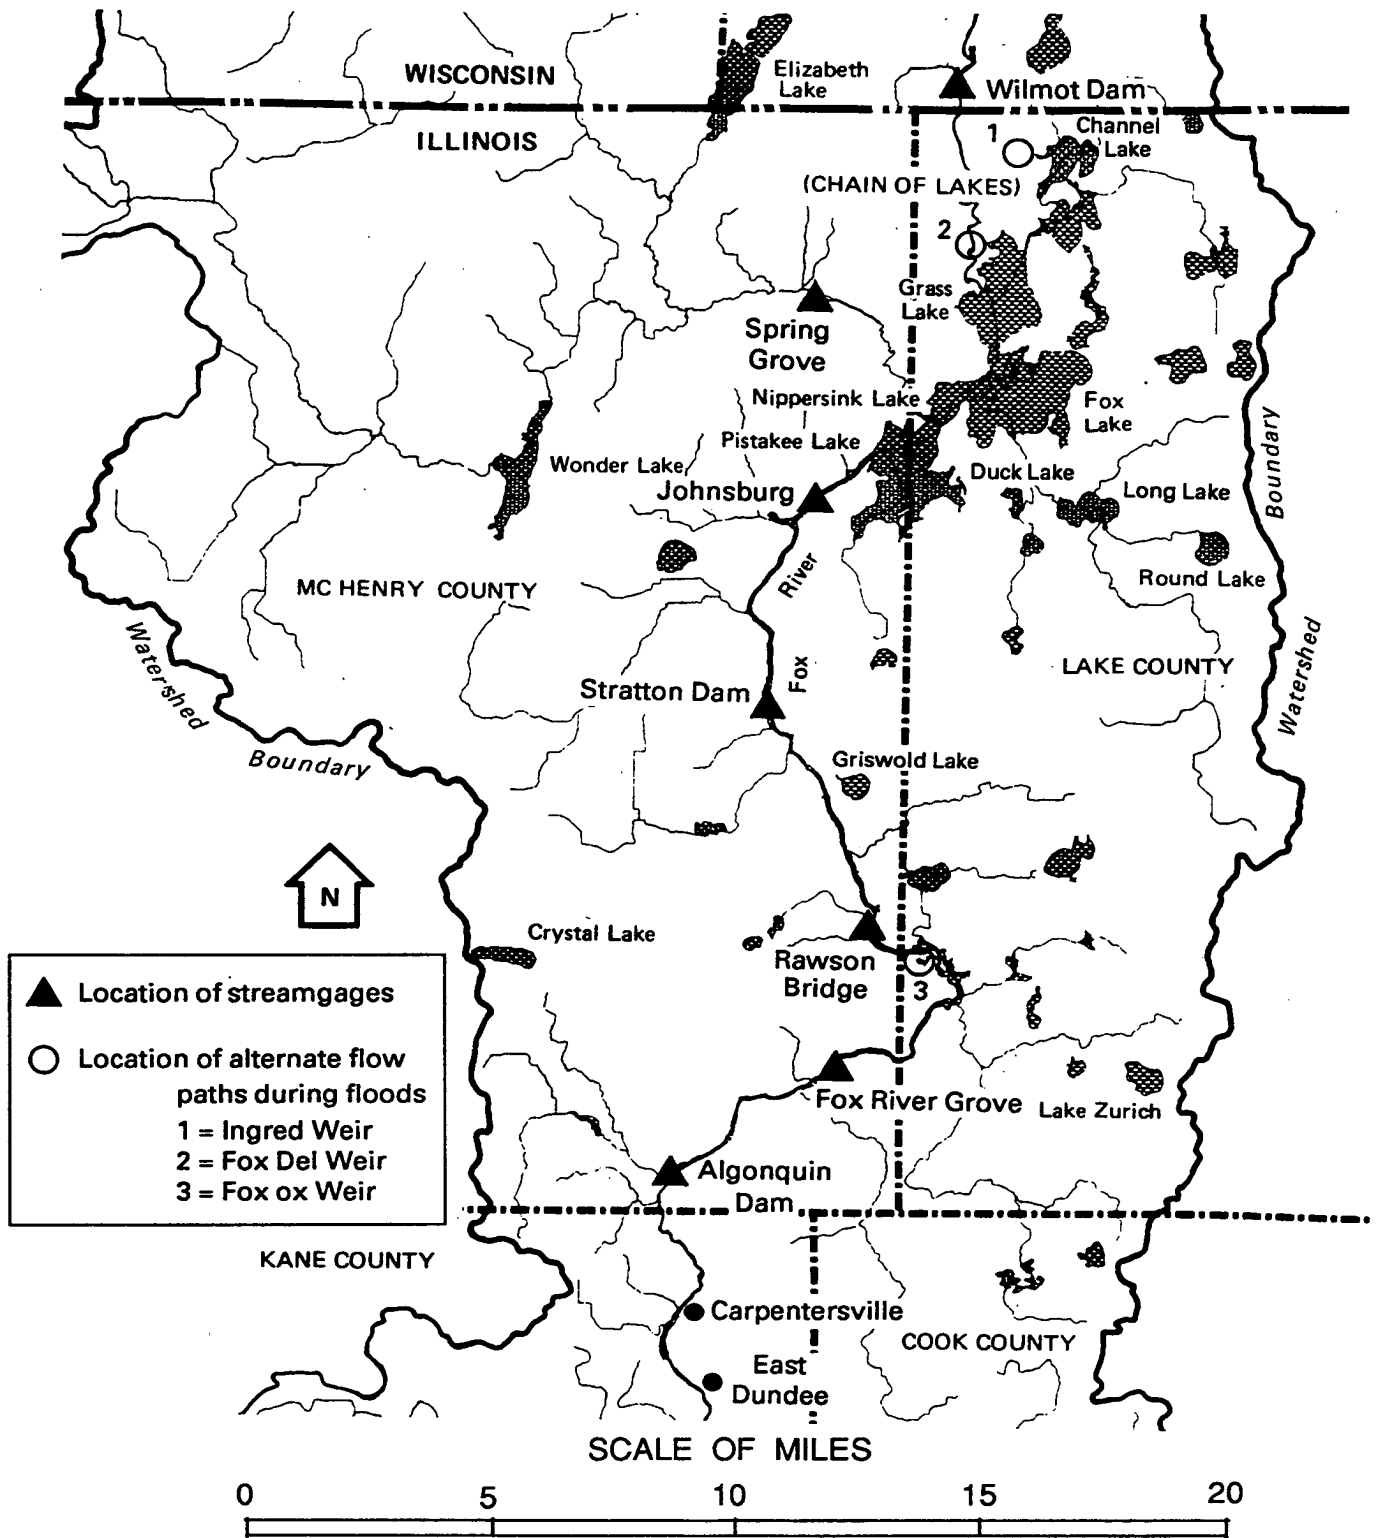 WISCONSIN
Elizabeth
Lake
Wilmot Dam
ILLINOIS
1
Channel
Lake
(CHAIN OF LAKES)
2
Grass
Lake
Spring
Grove
Nippersink Lake
Fox
Lake
Pistakee Lake
Wonder Lake
Duck Lake
Johnsburg
Long Lake
Boundary
Round Lake
River
MC HENRY COUNTY
Watershed
Fox
LAKE COUNTY
Watershed
Stratton Dam
Boundary
Griswold Lake
N
Crystal Lake
Rawson
Bridge
3
Location of streamgages
Location of alternate flow
paths during floods
1 = Ingred Weir
2 = Fox Del Weir
3 = Fox ox Weir
Fox River Grove
Lake Zurich
Algonquin
Dam
KANE COUNTY
Carpentersville
COOK COUNTY
East
Dundee
SCALE OF MILES
0 5 10 15 20